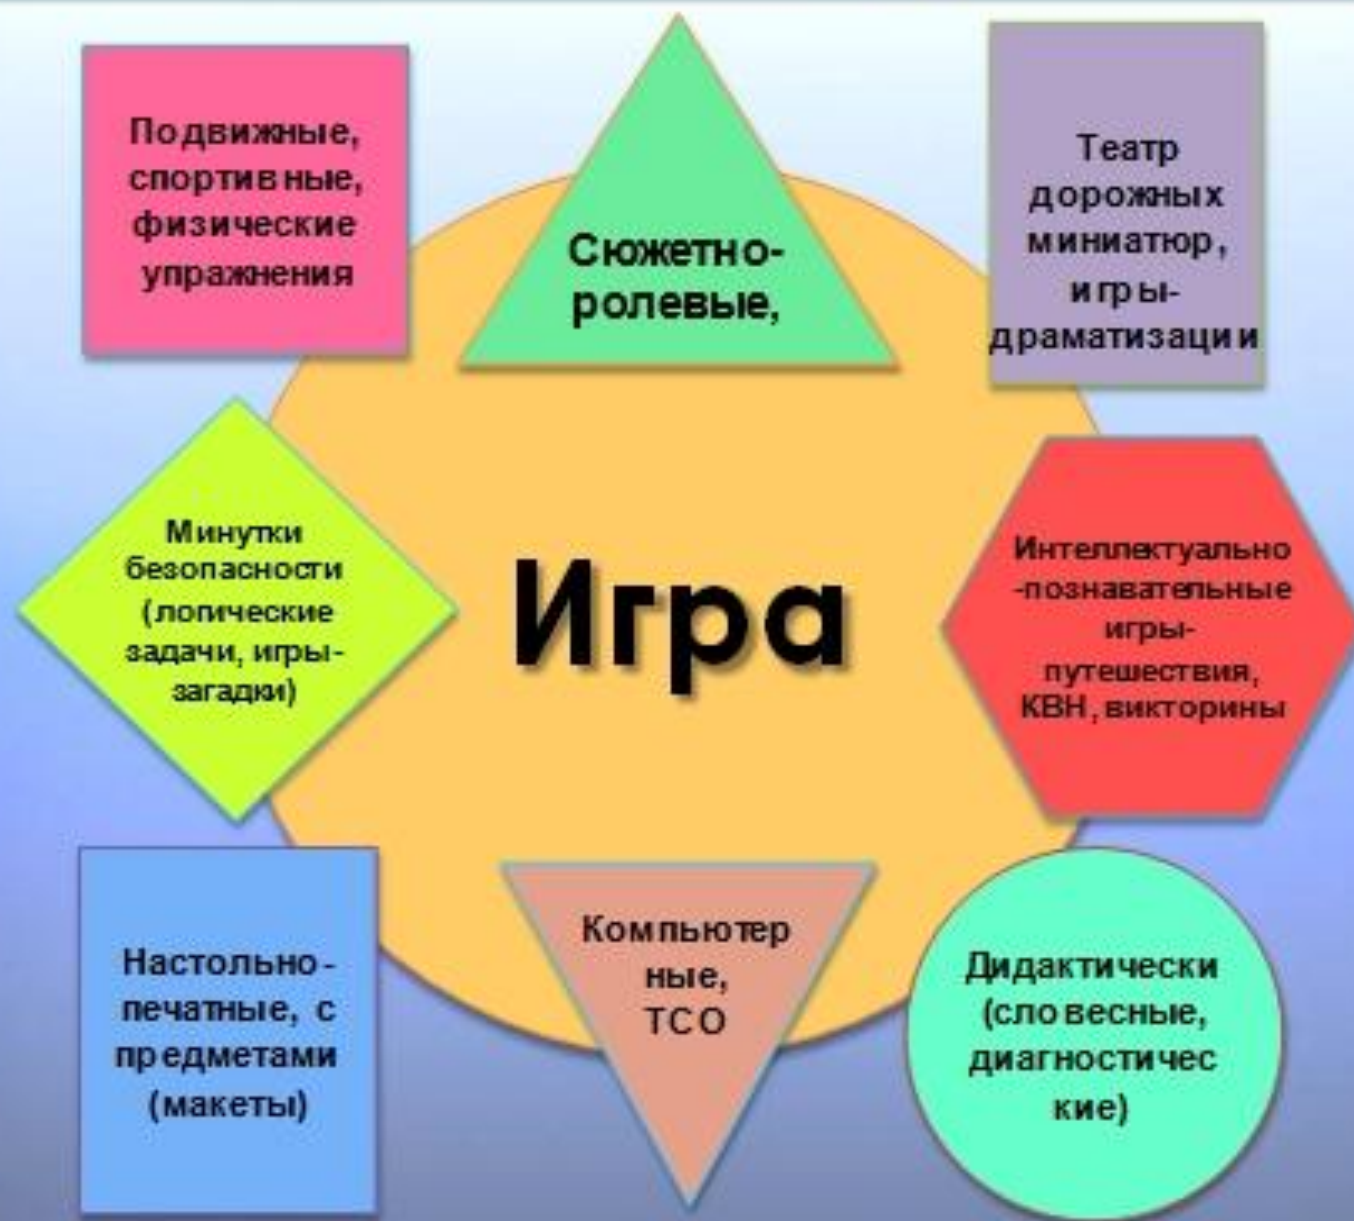 Подвижные,
спортивные,
физические
упражнения
Сюжетно-
ролевые,
Театр
дорожных
миниатюр,
игры-
драматизации
Минутки
безопасности
(логические
задачи, игры-
загадки)
Игра
Интеллектуально
-познавательные
игры-
путешествия,
КВН, викторины
Настольно-
печатные, с
предметами
(макеты)
Компьютер
ные,
ТСО
Дидактически
(словесные,
диагностичес
кие)